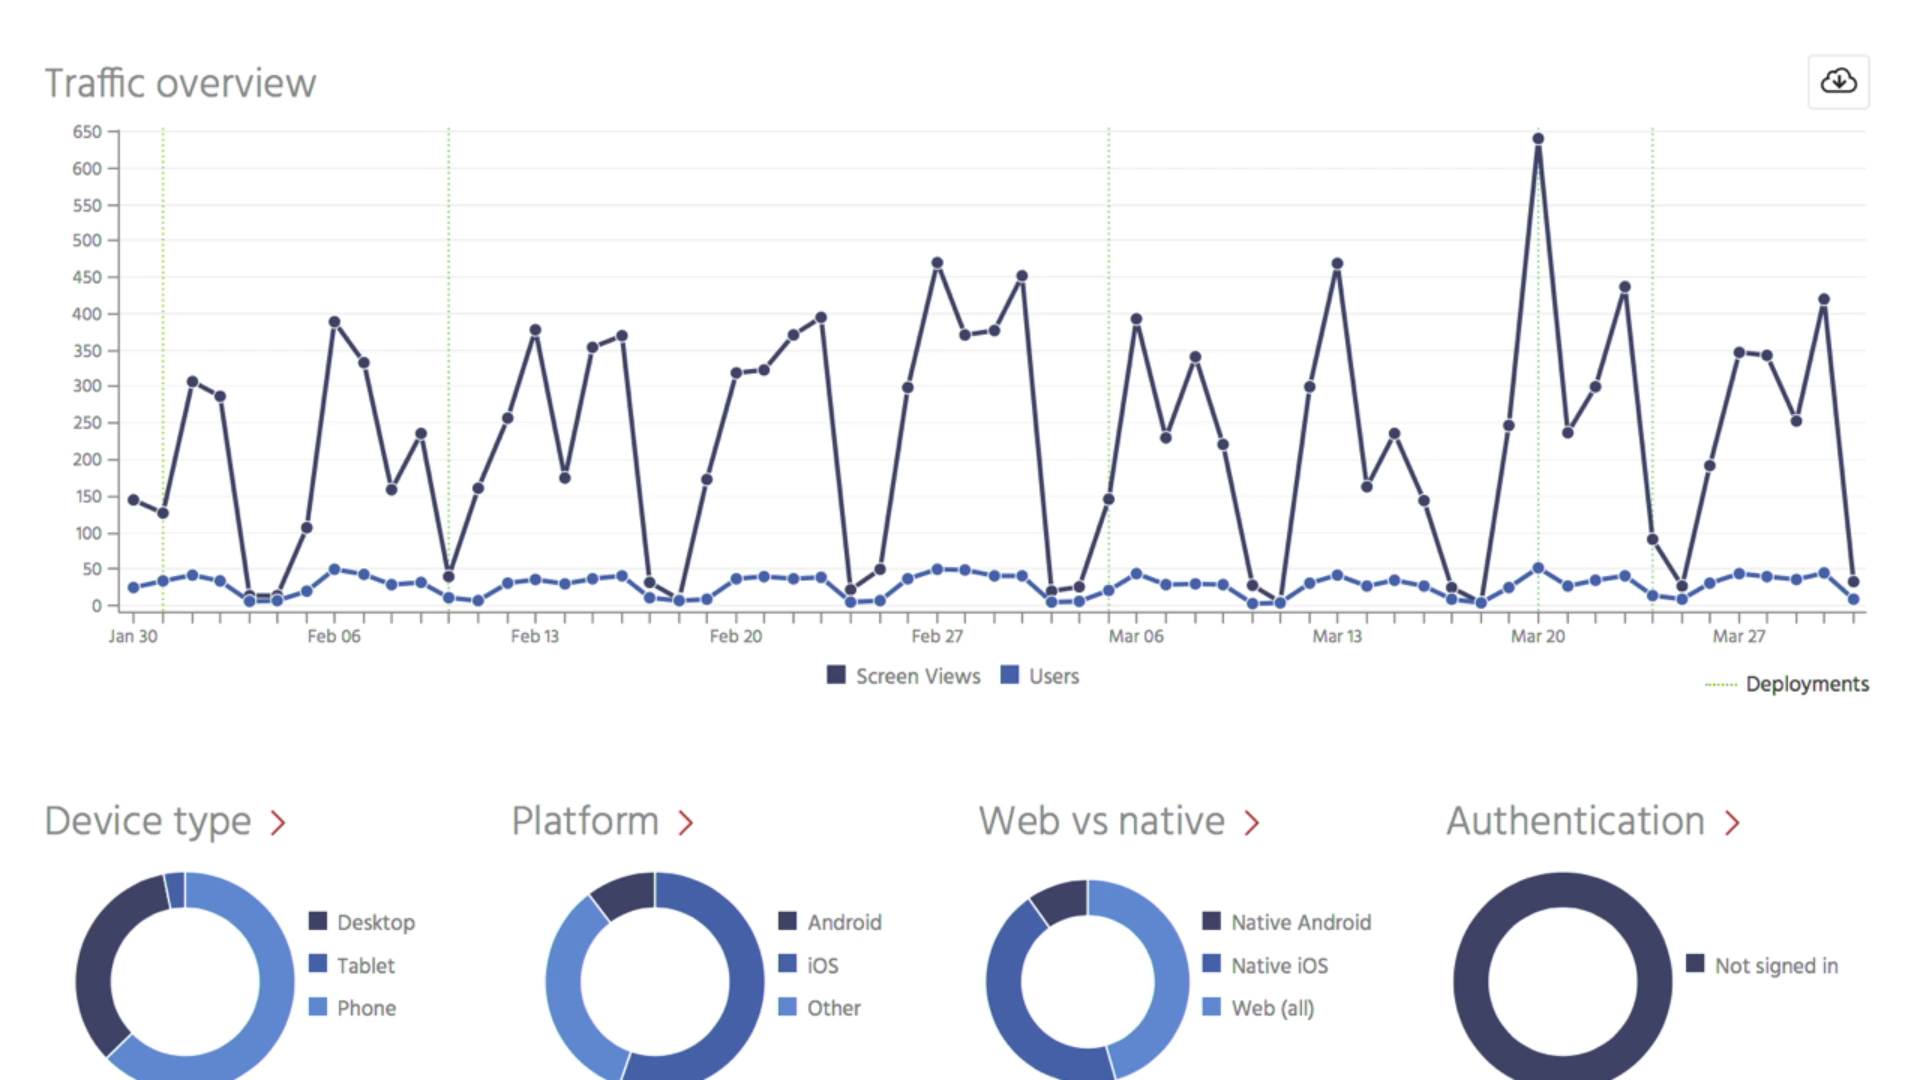 Traffic overview
650
600
550
500
450
400
350
300
250
200
150
100
50
0
Jan 30 Feb 06 Feb 13 Feb 20 Feb 27 Mar 06 Mar 13 Mar 20 Mar 27
Screen Views Users
Deployments
Device type
Desktop
Tablet
Phone
Platform
Android
iOS
Other
Web vs native
Native Android
Native iOS
Web (all)
Authentication
Not signed in